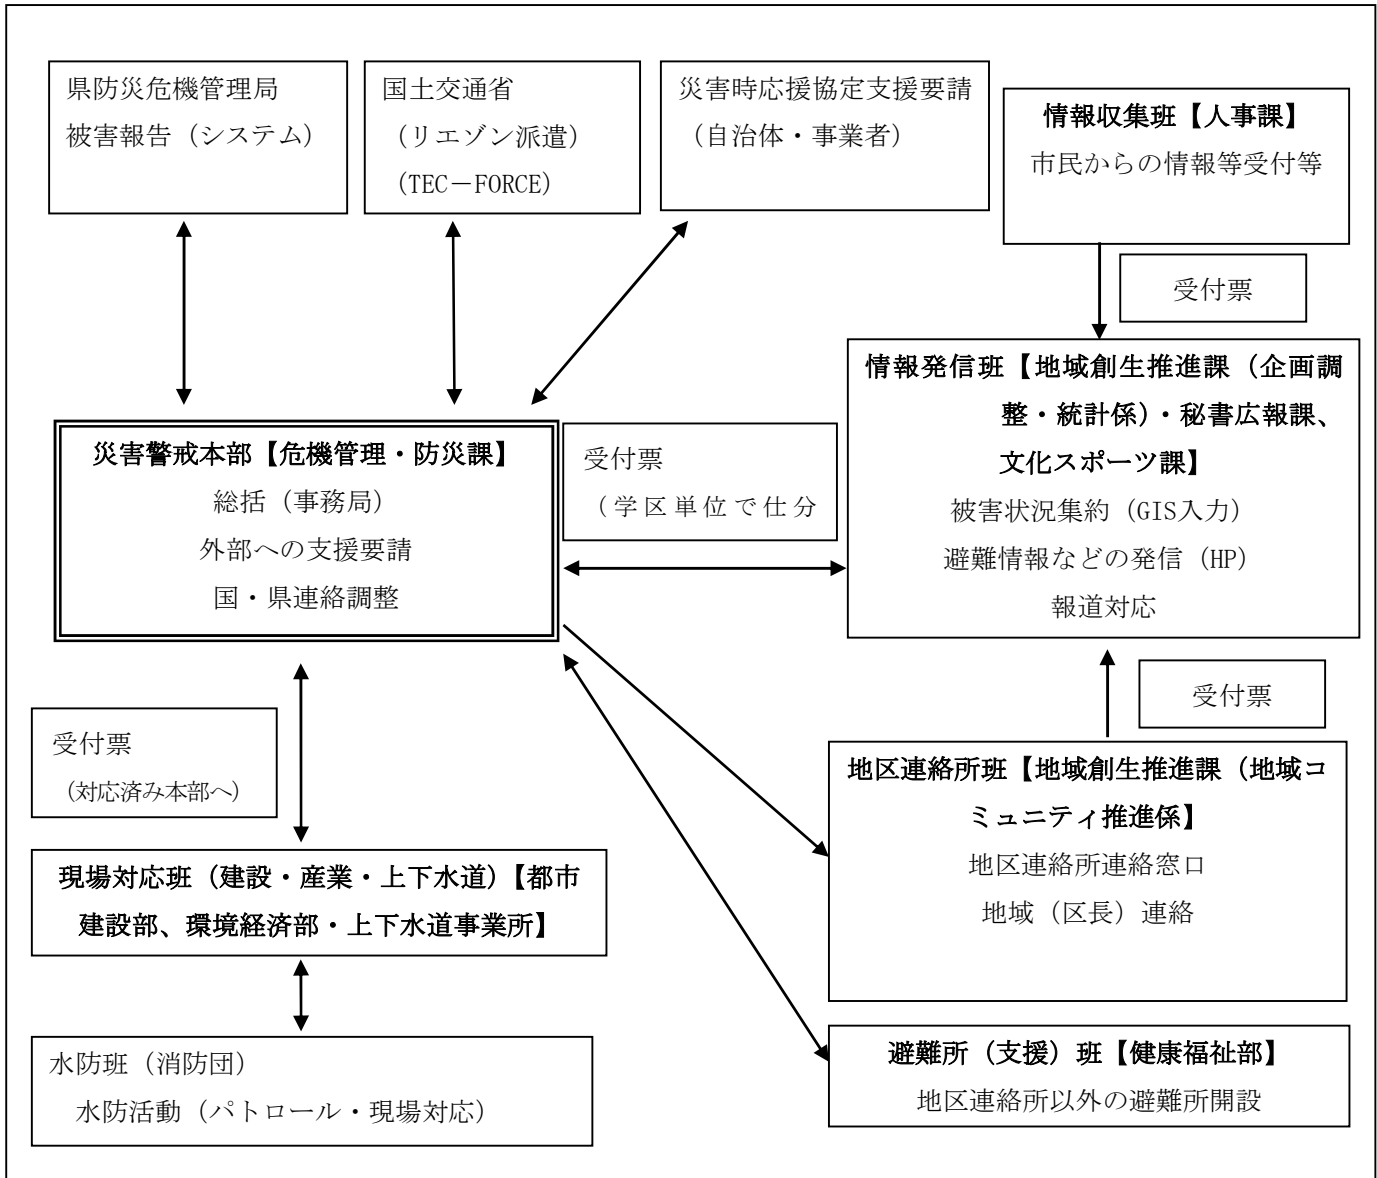 県防災危機管理局
被害報告（システム）
国土交通省
（リエゾン派遣）
（TEC－FORCE）
災害時応援協定支援要請
（自治体・事業者）
情報収集班【人事課】
市民からの情報等受付等
受付票
情報発信班【地域創生推進課（企画調
整・統計係）・秘書広報課、
文化スポーツ課】
被害状況集約（GIS入力）
避難情報などの発信（HP）
報道対応
災害警戒本部【危機管理・防災課】
総括（事務局）
外部への支援要請
国・県連絡調整
受付票
（学区単位で仕分
受付票
受付票
（対応済み本部へ）
地区連絡所班【地域創生推進課（地域コ
ミュニティ推進係】
地区連絡所連絡窓口
地域（区長）連絡
現場対応班（建設・産業・上下水道）【都市
建設部、環境経済部・上下水道事業所】
避難所（支援）班【健康福祉部】
地区連絡所以外の避難所開設
水防班（消防団）
水防活動（パトロール・現場対応）